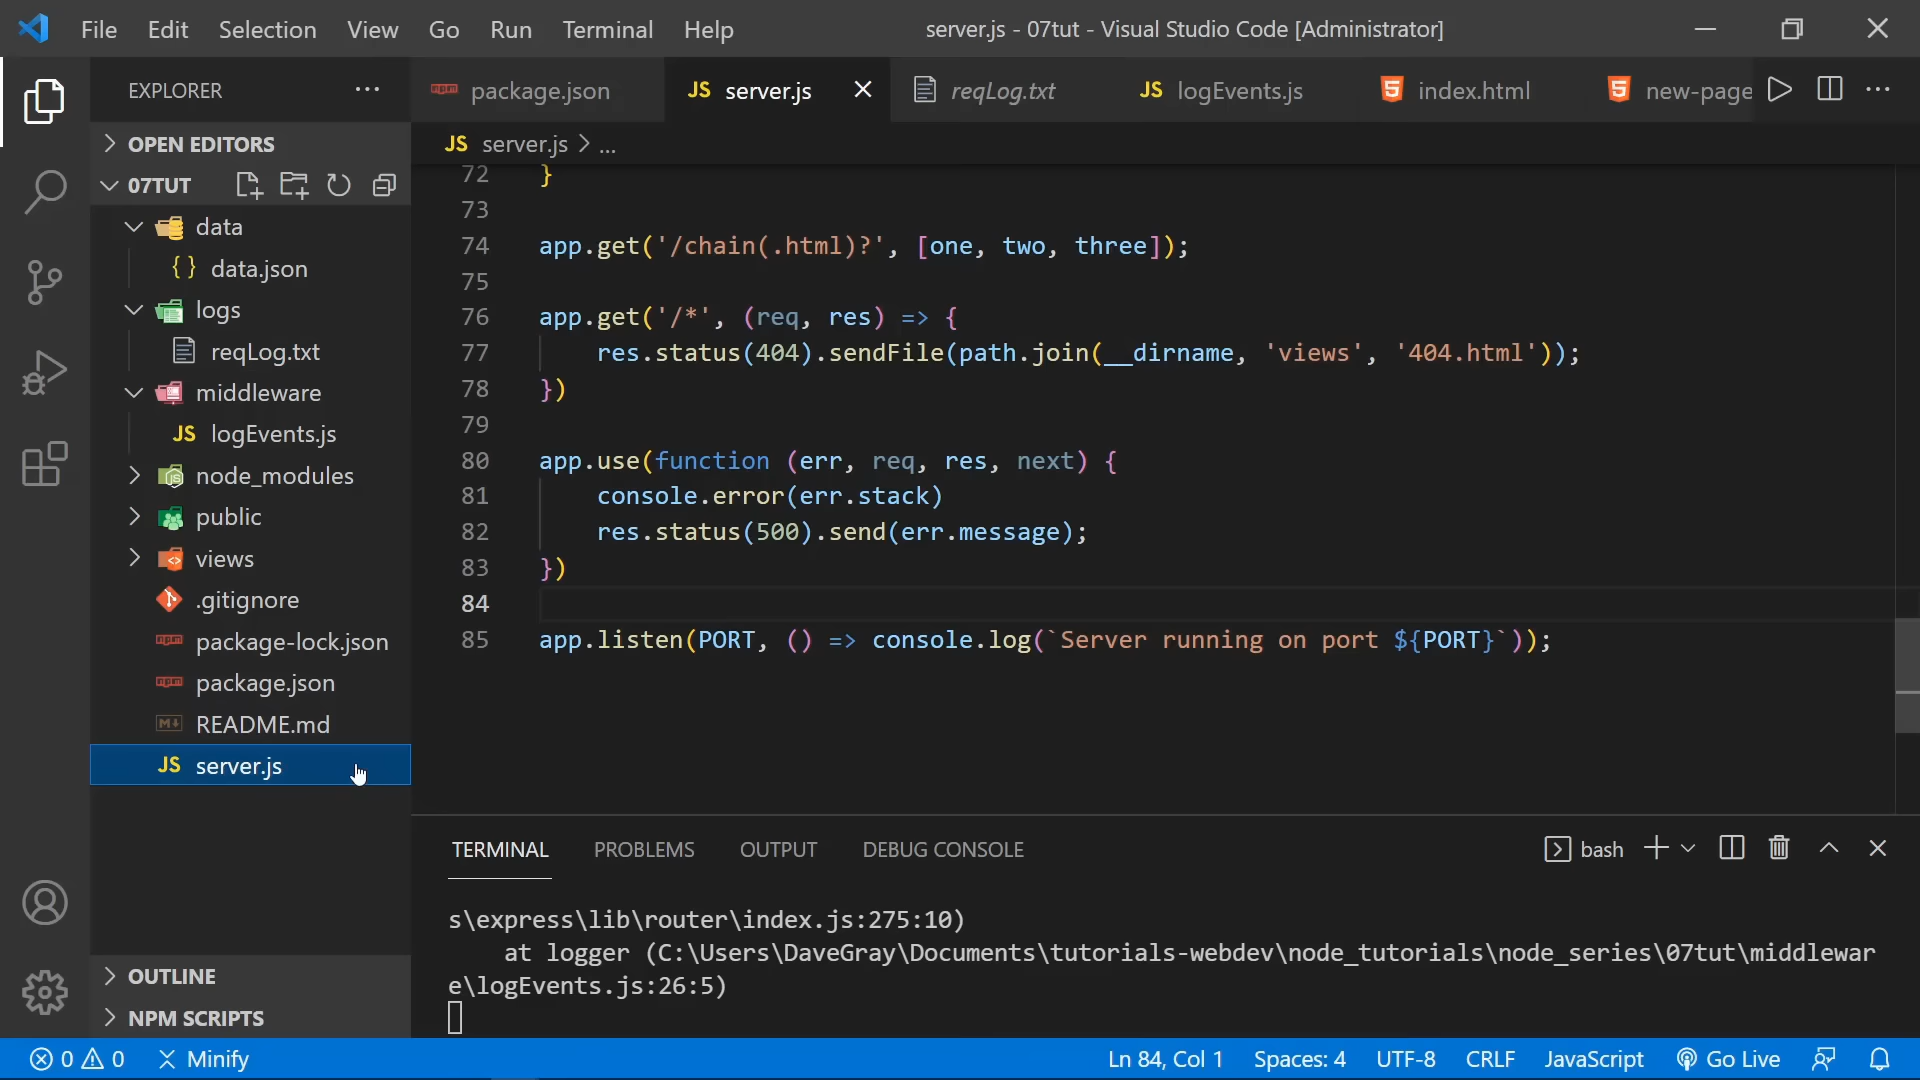 File Edit Selection View Go Run Terminal Help
server.js - 07tut - Visual Studio Code [Administrator]
EXPLORER
package.json
JS server.js
reqLog.txt
JS logEvents.js
index.html
new-page
JS server.js > ...
OPEN EDITORS
07TUT
data
{ } data.json
logs
reqLog.txt
middleware
JS logEvents.js
node_modules
public
views
.gitignore
package-lock.json
package.json
README.md
JS server.js
OUTLINE
NPM SCRIPTS
72 }
73
74 app.get('/chain(.html)?', [one, two, three]);
75
76 app.get('/*', (req, res) => {
77 res.status(404).sendFile(path.join(__dirname, 'views', '404.html'));
78 })
79
80 app.use(function (err, req, res, next) {
81 console.error(err.stack)
82 res.status(500).send(err.message);
83 })
84
85 app.listen(PORT, () => console.log(`Server running on port ${PORT}`));
TERMINAL PROBLEMS OUTPUT DEBUG CONSOLE
bash
s\express\lib\router\index.js:275:10)
at logger (C:\Users\DaveGray\Documents\tutorials-webdev\node_tutorials\node_series\07tut\middlewar
e\logEvents.js:26:5)
0 0 Minify
Ln 84, Col 1 Spaces: 4 UTF-8 CRLF JavaScript Go Live